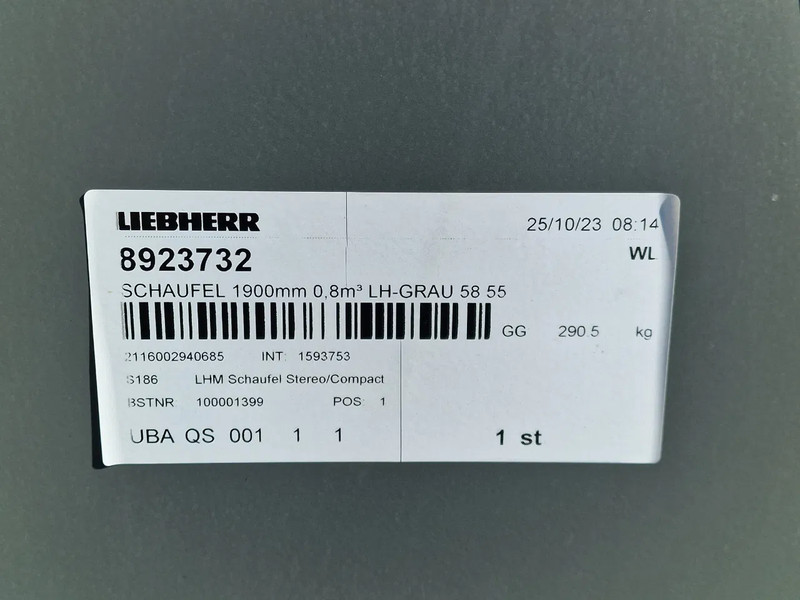 LIEBHERR 25/10/23 08:14
8923732 WL
SCHAUFEL 1900mm 0,8m³ LH-GRAU 58 55
GG 290.5 kg
2116002940685 INT: 1593753
S186 LHM Schaufel Stereo/Compact
BSTNR 100001399 POS: 1
UBA QS 001 1 1 1 st